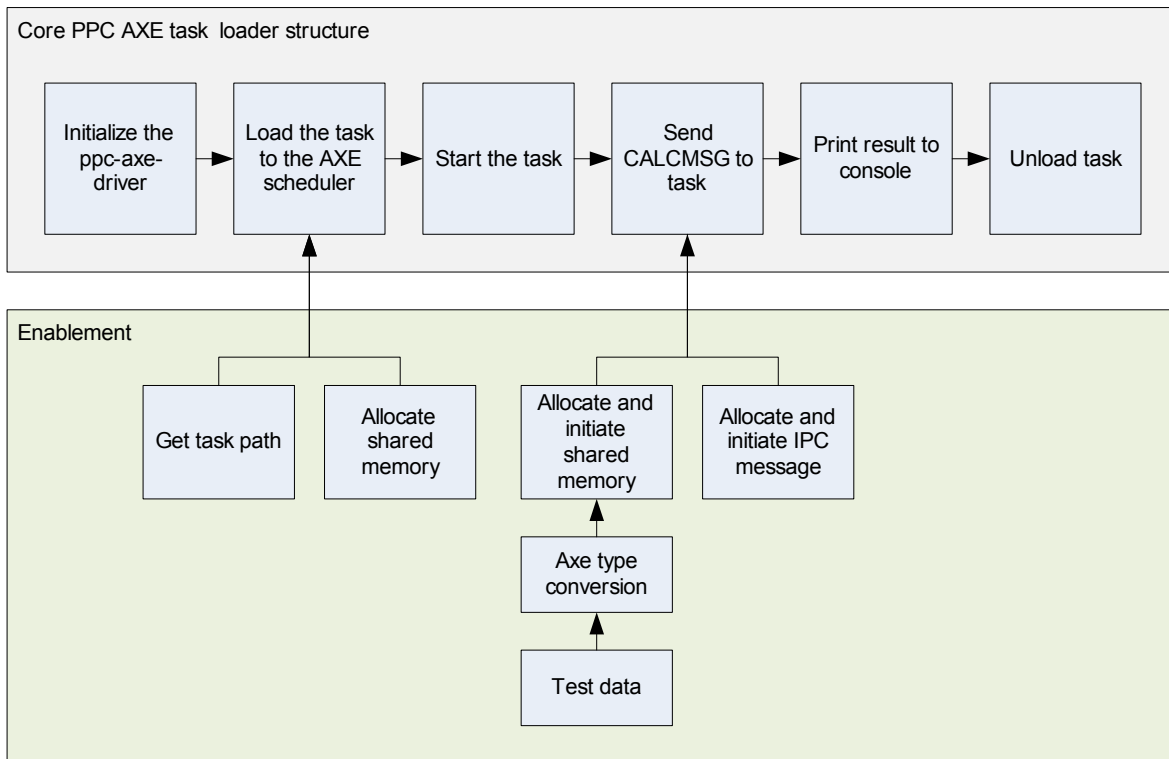 Core PPC AXE task  loader structure
Initialize the
ppc-axe-
driver
Load the task
to the AXE
scheduler
Start the task
Send
CALCMSG to
task
Print result to
console
Unload task
Enablement
Get task path
Allocate
shared
memory
Allocate and
initiate
shared
memory
Allocate and
initiate IPC
message
Axe type
conversion
Test data